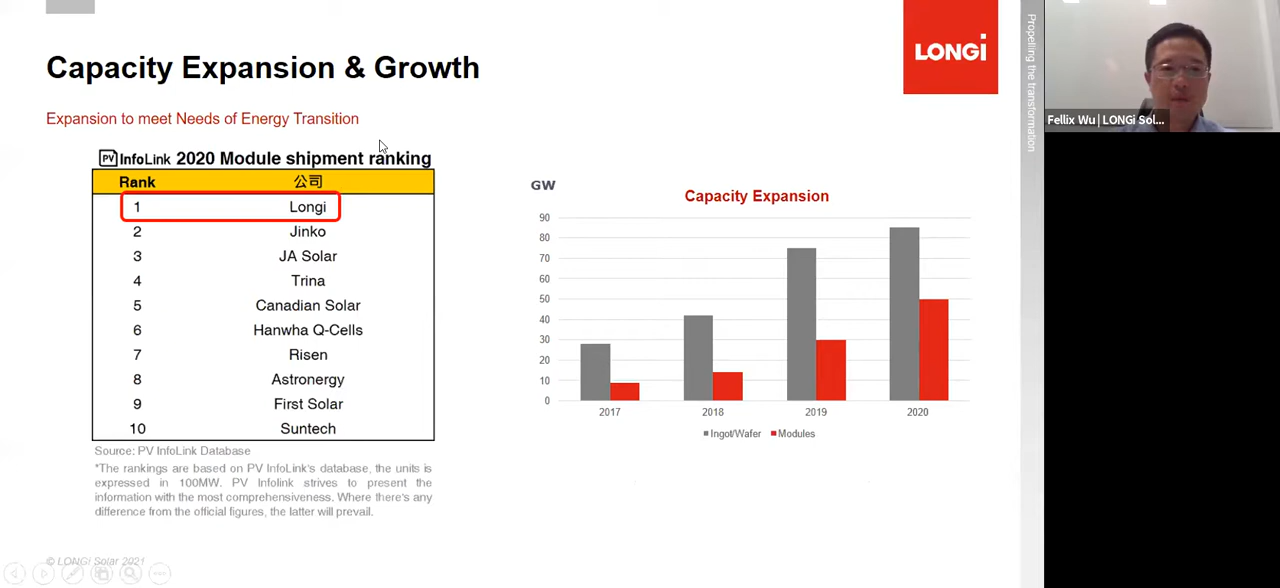 LONGi
Capacity Expansion & Growth
Expansion to meet Needs of Energy Transition
PV InfoLink 2020 Module shipment ranking
Rank 公司
1 Longi
2 Jinko
3 JA Solar
4 Trina
5 Canadian Solar
6 Hanwha Q-Cells
7 Risen
8 Astronergy
9 First Solar
10 Suntech
Source: PV InfoLink Database
*The rankings are based on PV InfoLink's database, the units is
expressed in 100MW. PV Infolink strives to present the
information with the most comprehensiveness. Where there's any
difference from the official figures, the latter will prevail.
GW
Capacity Expansion
90
80
70
60
50
40
30
20
10
0
2017 2018 2019 2020
Ingot/Wafer Modules
© LONGi Solar 2021
Propelling the transformation
Fellix Wu | LONGi Sol...